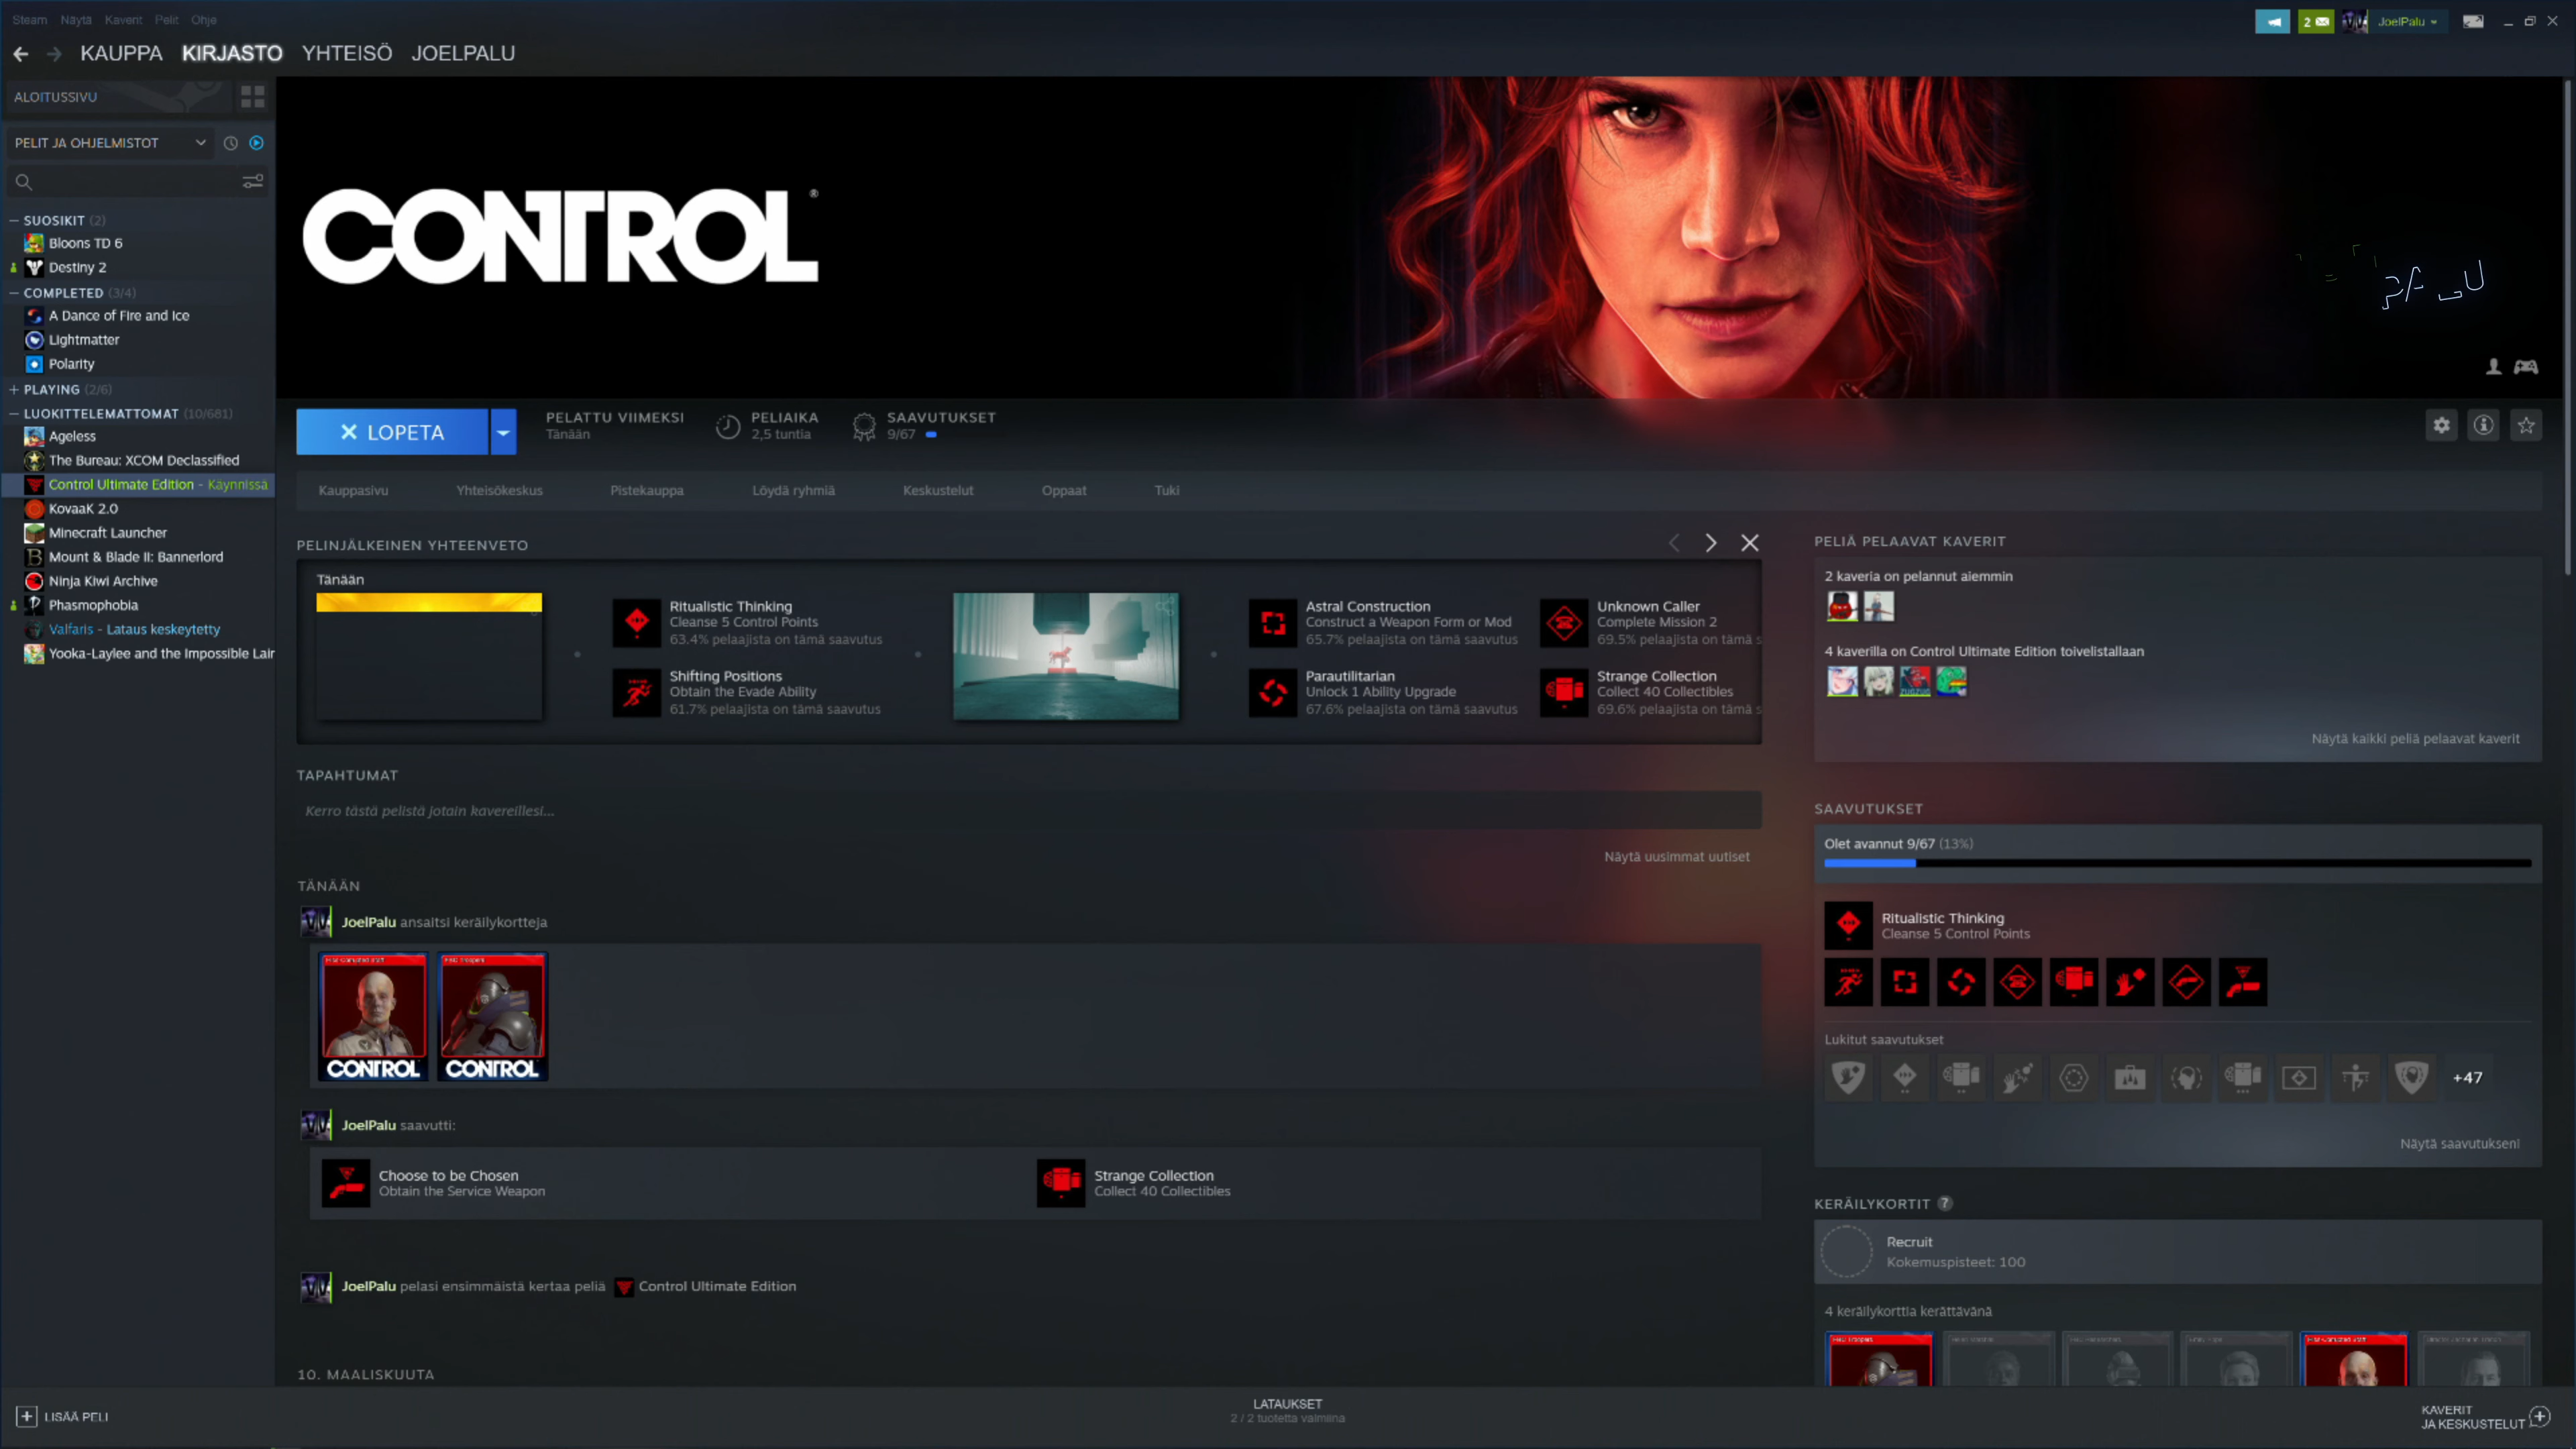 Steam Näytä Kaverit Pelit Ohje
2
JoelPalu
KAUPPA KIRJASTO YHTEISÖ JOELPALU
ALOITUSSIVU
PELIT JA OHJELMISTOT
SUOSIKIT (2)
Bloons TD 6
Destiny 2
COMPLETED (3/4)
A Dance of Fire and Ice
Lightmatter
Polarity
PLAYING (2/6)
LUOKITTELEMATTOMAT (10/681)
Ageless
The Bureau: XCOM Declassified
Control Ultimate Edition - Käynnissä
KovaaK 2.0
Minecraft Launcher
Mount & Blade II: Bannerlord
Ninja Kiwi Archive
Phasmophobia
Valfaris - Lataus keskeytetty
Yooka-Laylee and the Impossible Lair
CONTROL®
LOPETA
PELATTU VIIMEKSI
Tänään
PELIAIKA
2,5 tuntia
SAAVUTUKSET
9/67
Kauppasivu Yhteisökeskus Pistekauppa Löydä ryhmiä Keskustelut Oppaat Tuki
PELINJÄLKEINEN YHTEENVETO
Tänään
Ritualistic Thinking
Cleanse 5 Control Points
63.4% pelaajista on tämä saavutus
Shifting Positions
Obtain the Evade Ability
61.7% pelaajista on tämä saavutus
Astral Construction
Construct a Weapon Form or Mod
65.7% pelaajista on tämä saavutus
Parautilitarian
Unlock 1 Ability Upgrade
67.6% pelaajista on tämä saavutus
Unknown Caller
Complete Mission 2
69.5% pelaajista on tämä s
Strange Collection
Collect 40 Collectibles
69.6% pelaajista on tämä s
TAPAHTUMAT
Kerro tästä pelistä jotain kavereillesi...
Näytä uusimmat uutiset
TÄNÄÄN
JoelPalu ansaitsi keräilykortteja
CONTROL CONTROL
JoelPalu saavutti:
Choose to be Chosen
Obtain the Service Weapon
Strange Collection
Collect 40 Collectibles
JoelPalu pelasi ensimmäistä kertaa peliä Control Ultimate Edition
10. MAALISKUUTA
PELIÄ PELAAVAT KAVERIT
2 kaveria on pelannut aiemmin
4 kaverilla on Control Ultimate Edition toivelistallaan
Näytä kaikki peliä pelaavat kaverit
SAAVUTUKSET
Olet avannut 9/67 (13%)
Ritualistic Thinking
Cleanse 5 Control Points
Lukitut saavutukset
+47
Näytä saavutukseni
KERÄILYKORTIT ?
Recruit
Kokemuspisteet: 100
4 keräilykorttia kerättävänä
LISÄÄ PELI
LATAUKSET
2 / 2 tuotetta valmiina
KAVERIT
JA KESKUSTELUT